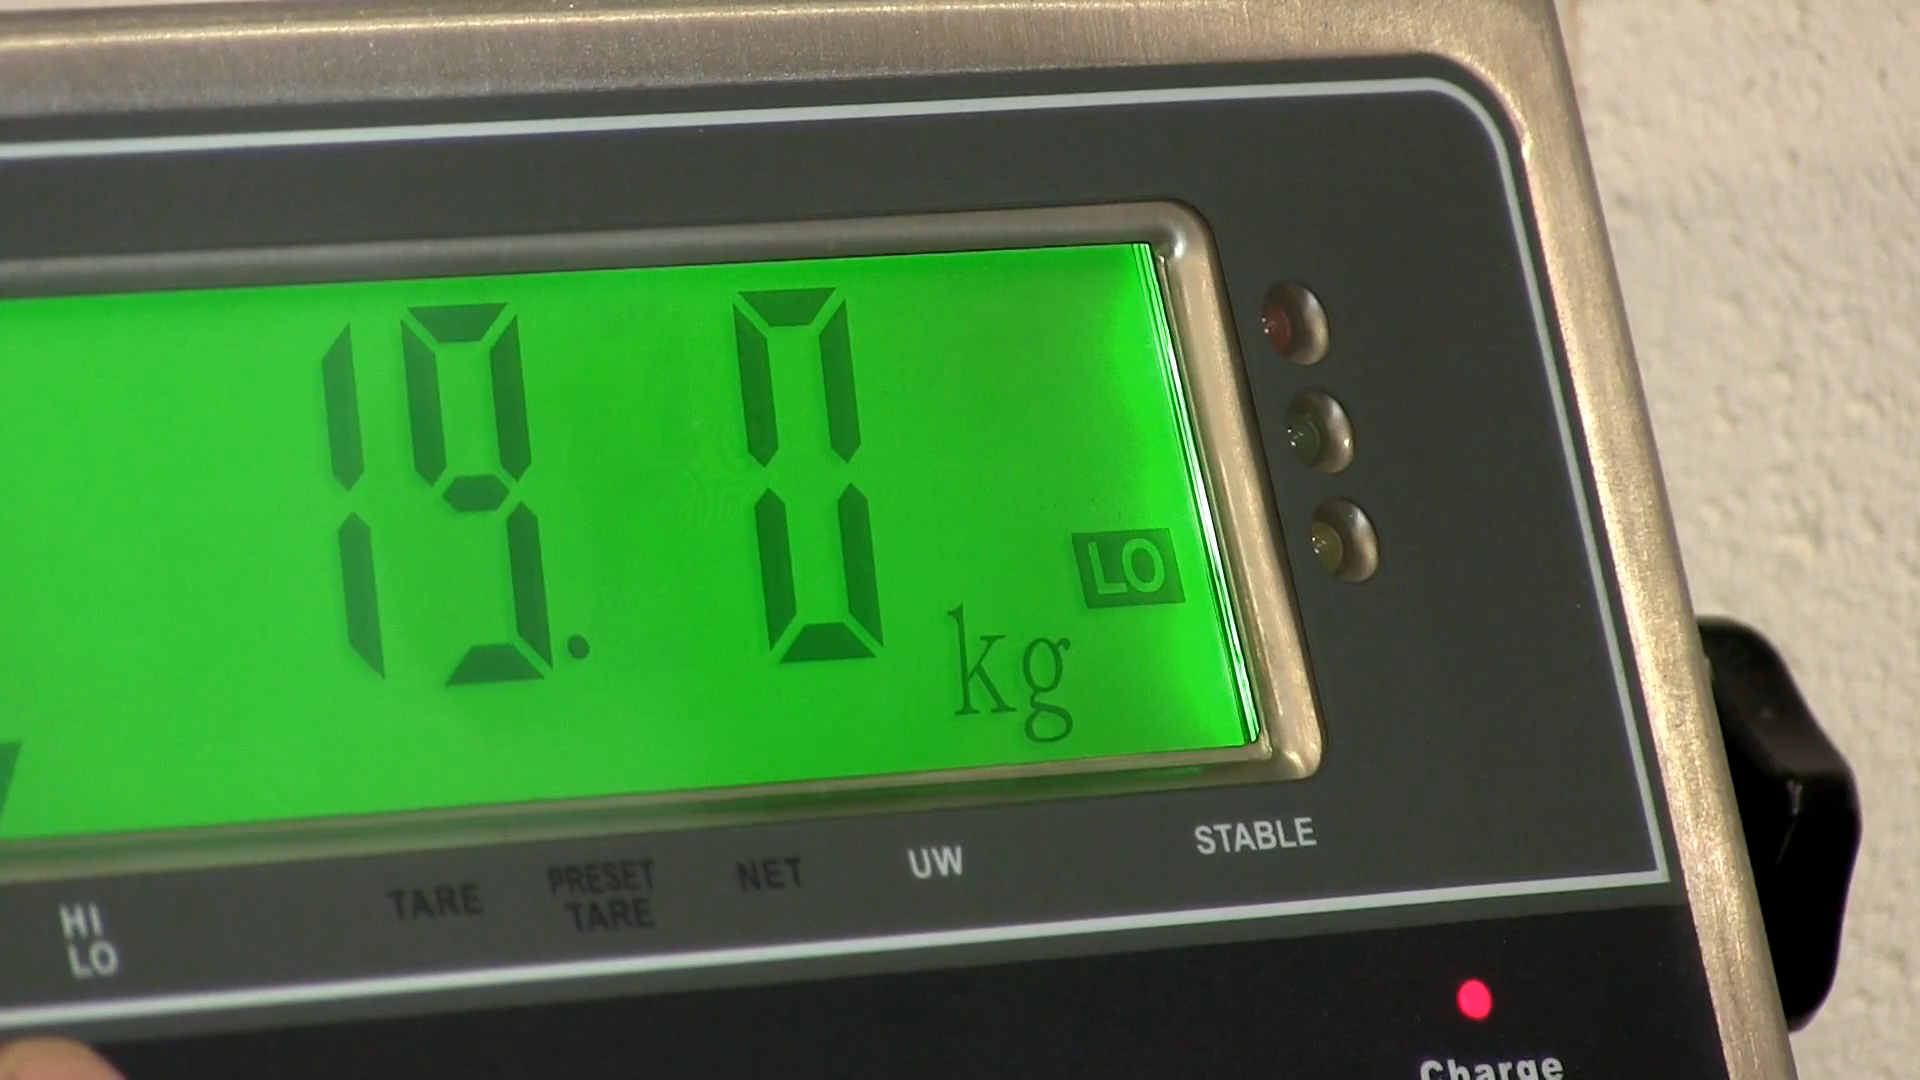 19.0 kg LO
HI
LO
TARE
PRESET
TARE
NET
UW
STABLE
Charge